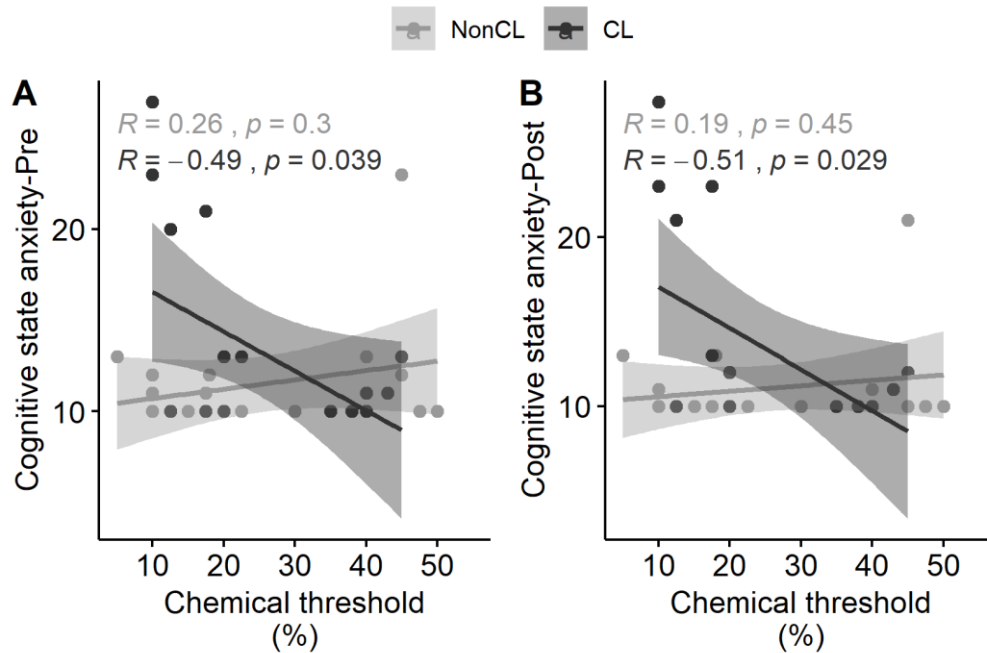 NonCL CL
A
R = 0.26 , p = 0.3
R = −0.49 , p = 0.039
Cognitive state anxiety-Pre
20
10
10 20 30 40 50
Chemical threshold
(%)
B
R = 0.19 , p = 0.45
R = −0.51 , p = 0.029
Cognitive state anxiety-Post
20
10
10 20 30 40 50
Chemical threshold
(%)